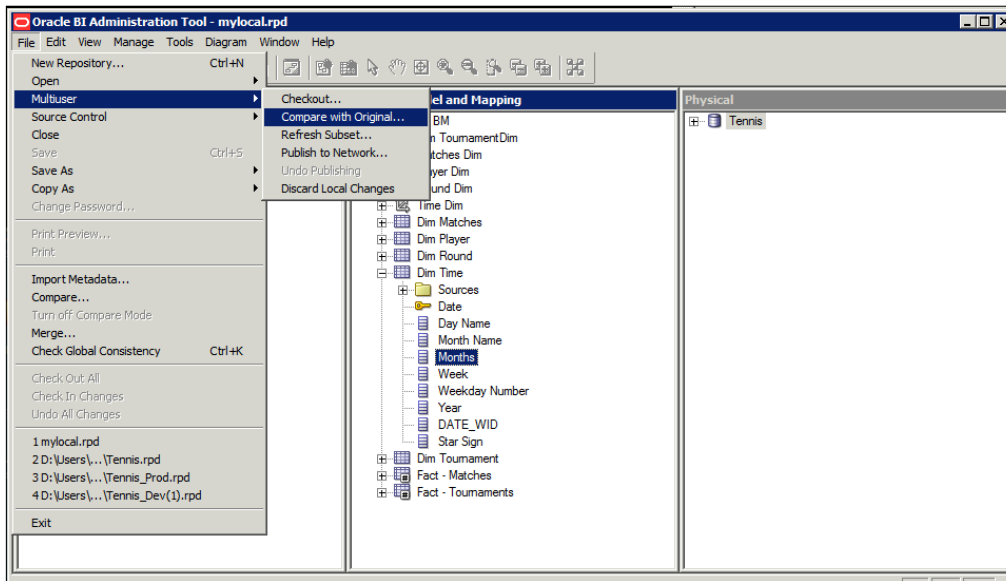 Oracle BI Administration Tool - mylocal.rpd
File Edit View Manage Tools Diagram Window Help
New Repository... Ctrl+N
Open
Multiuser
Source Control
Close
Save Ctrl+S
Save As
Copy As
Change Password...
Print Preview...
Print
Import Metadata...
Compare...
Turn off Compare Mode
Merge...
Check Global Consistency Ctrl+K
Check Out All
Check In Changes
Undo All Changes
1 mylocal.rpd
2 D:\Users\...\Tennis.rpd
3 D:\Users\...\Tennis_Prod.rpd
4 D:\Users\...\Tennis_Dev(1).rpd
Exit
Checkout...
Compare with Original...
Refresh Subset...
Publish to Network...
Undo Publishing
Discard Local Changes
and Mapping
BM
TournamentDim
Dim
Dim
Dim
Time Dim
Dim Matches
Dim Player
Dim Round
Dim Time
Sources
Date
Day Name
Month Name
Months
Week
Weekday Number
Year
DATE_WID
Star Sign
Dim Tournament
Fact - Matches
Fact - Tournaments
Physical
Tennis